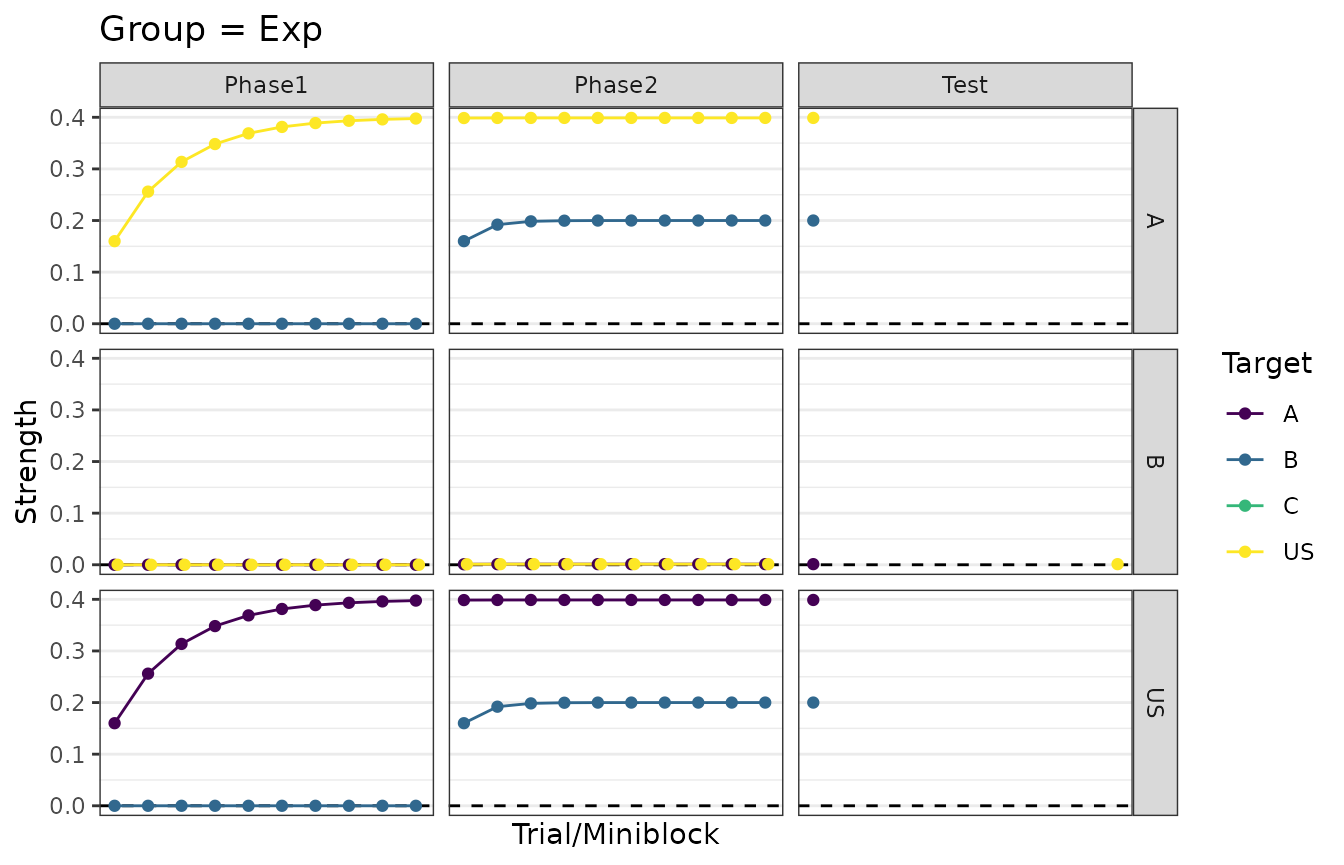 Group = Exp
Phase1 Phase2 Test
0.4
0.3
0.2
0.1
0.0
A
0.4
0.3
0.2
0.1
0.0
B
0.4
0.3
0.2
0.1
0.0
US
Strength
Trial/Miniblock
Target
A
B
C
US